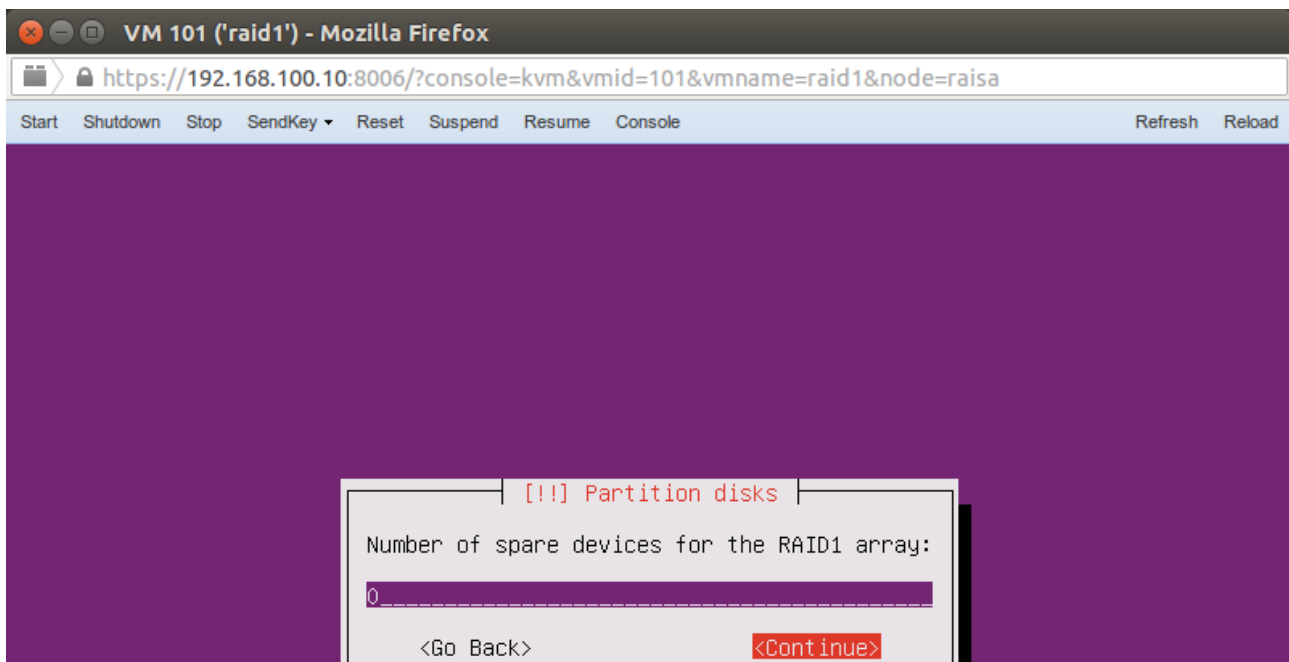 VM 101 ('raid1') - Mozilla Firefox
https://192.168.100.10:8006/?console=kvm&vmid=101&vmname=raid1&node=raisa
Start Shutdown Stop SendKey Reset Suspend Resume Console Refresh Reload
[!!] Partition disks
Number of spare devices for the RAID1 array:
0
<Go Back> <Continue>